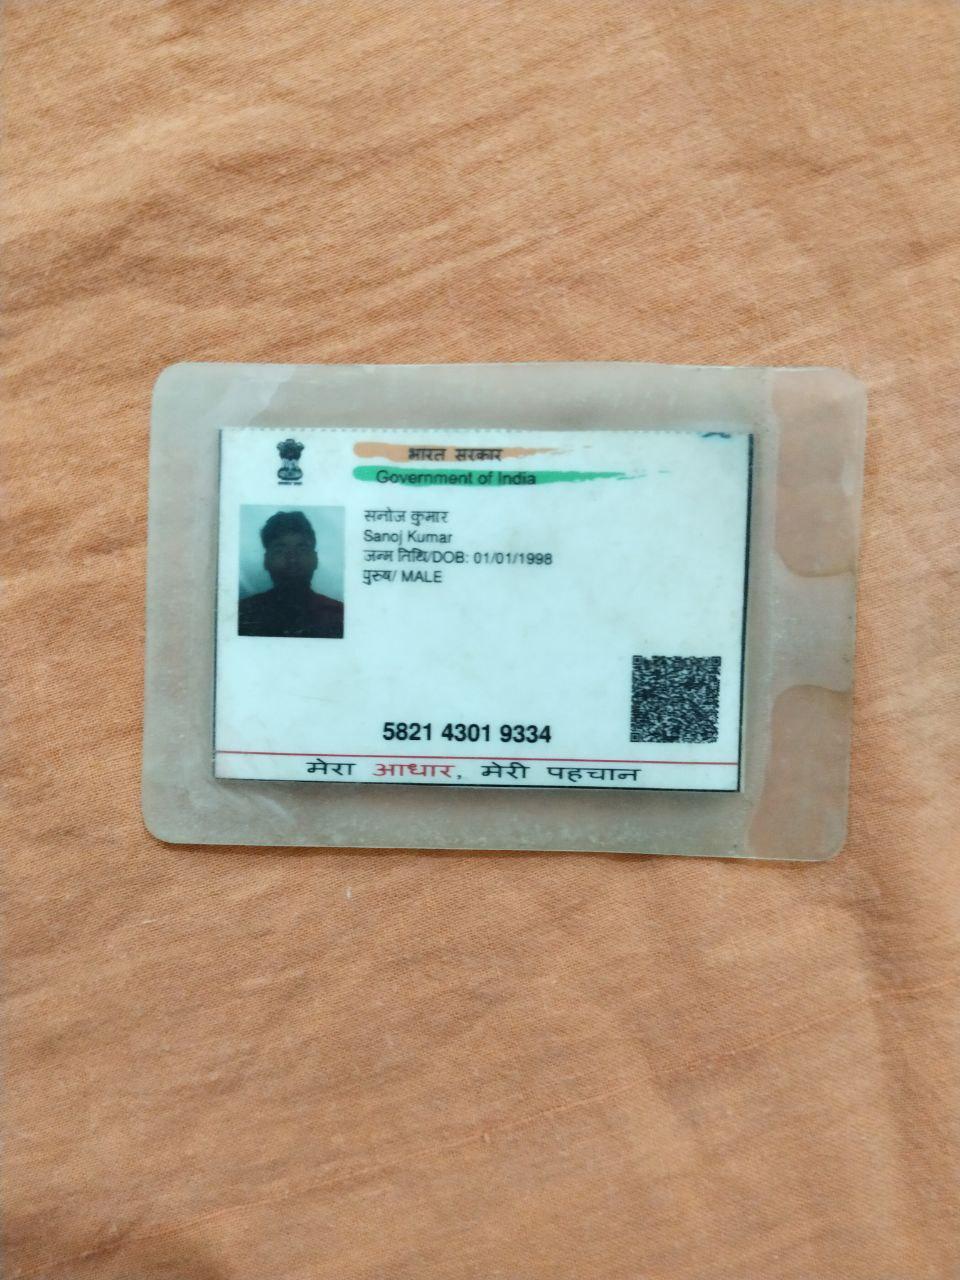 भारत सरकार
Government of India
सनोज कुमार
Sanoj Kumar
जन्म तिथि/DOB: 01/01/1998
पुरुष/ MALE
5821 4301 9334
मेरा आधार, मेरी पहचान